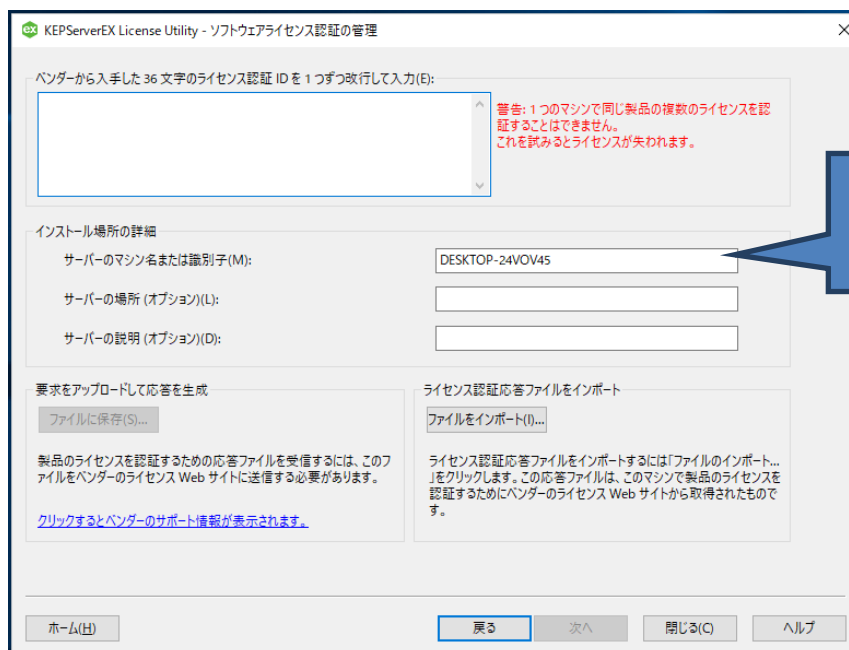 KEPServerEX License Utility - ソフトウェアライセンス認証の管理
ベンダーから入手した 36 文字のライセンス認証 ID を 1 つずつ改行して入力(E):
警告: 1 つのマシンで同じ製品の複数のライセンスを認
証することはできません。
これを試みるとライセンスが失われます。
インストール場所の詳細
サーバーのマシン名または識別子(M):
DESKTOP-24VOV45
サーバーの場所 (オプション)(L):
サーバーの説明 (オプション)(D):
要求をアップロードして応答を生成
ファイルに保存(S)...
製品のライセンスを認証するための応答ファイルを受信するには、このフ
ァイルをベンダーのライセンス Web サイトに送信する必要があります。
クリックするとベンダーのサポート情報が表示されます。
ライセンス認証応答ファイルをインポート
ファイルをインポート(I)...
ライセンス認証応答ファイルをインポートするには「ファイルのインポート...
」をクリックします。この応答ファイルは、このマシンで製品のライセンスを
認証するためにベンダーのライセンス Web サイトから取得されたもので
す。
ホーム(H)
戻る
次へ
閉じる(C)
ヘルプ